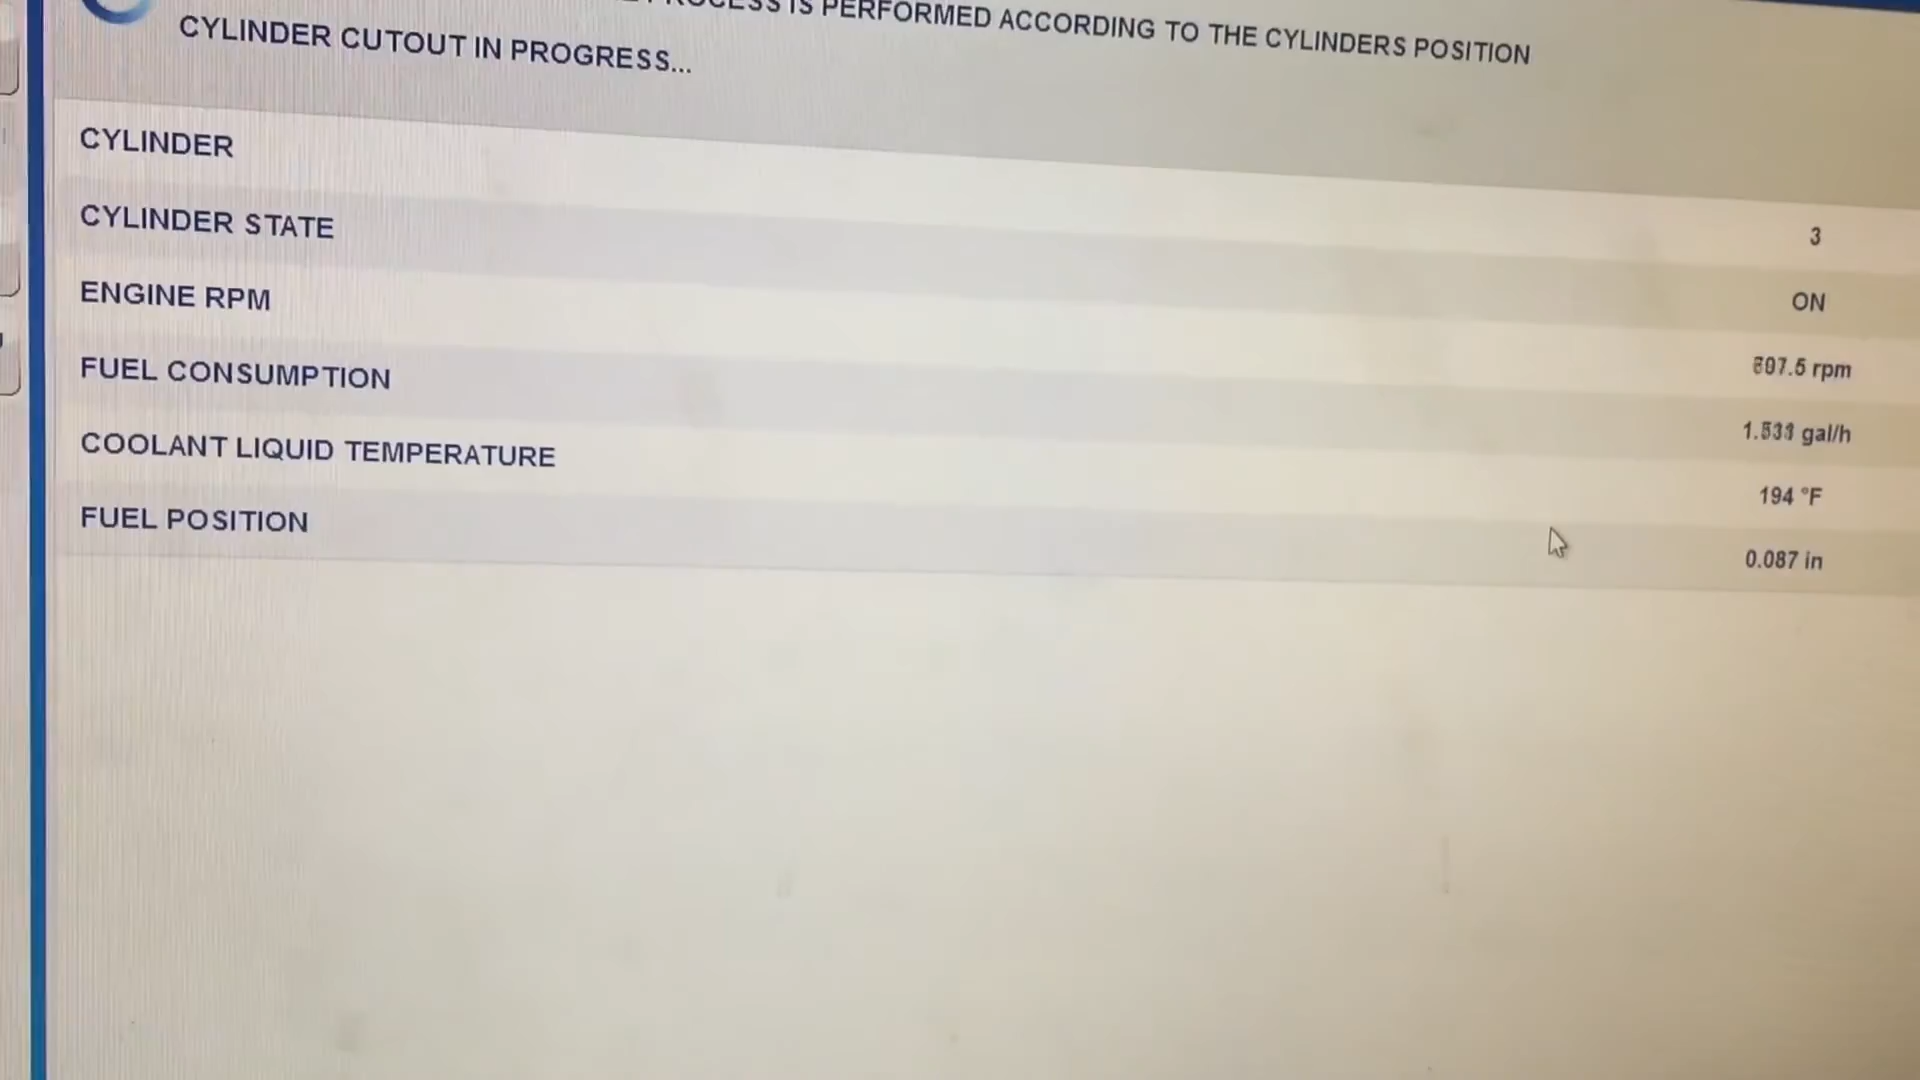 IS PERFORMED ACCORDING TO THE CYLINDERS POSITION
CYLINDER CUTOUT IN PROGRESS...
CYLINDER
3
CYLINDER STATE
ON
ENGINE RPM
rpm
FUEL CONSUMPTION
gal/h
COOLANT LIQUID TEMPERATURE
194 °F
FUEL POSITION
0.087 in